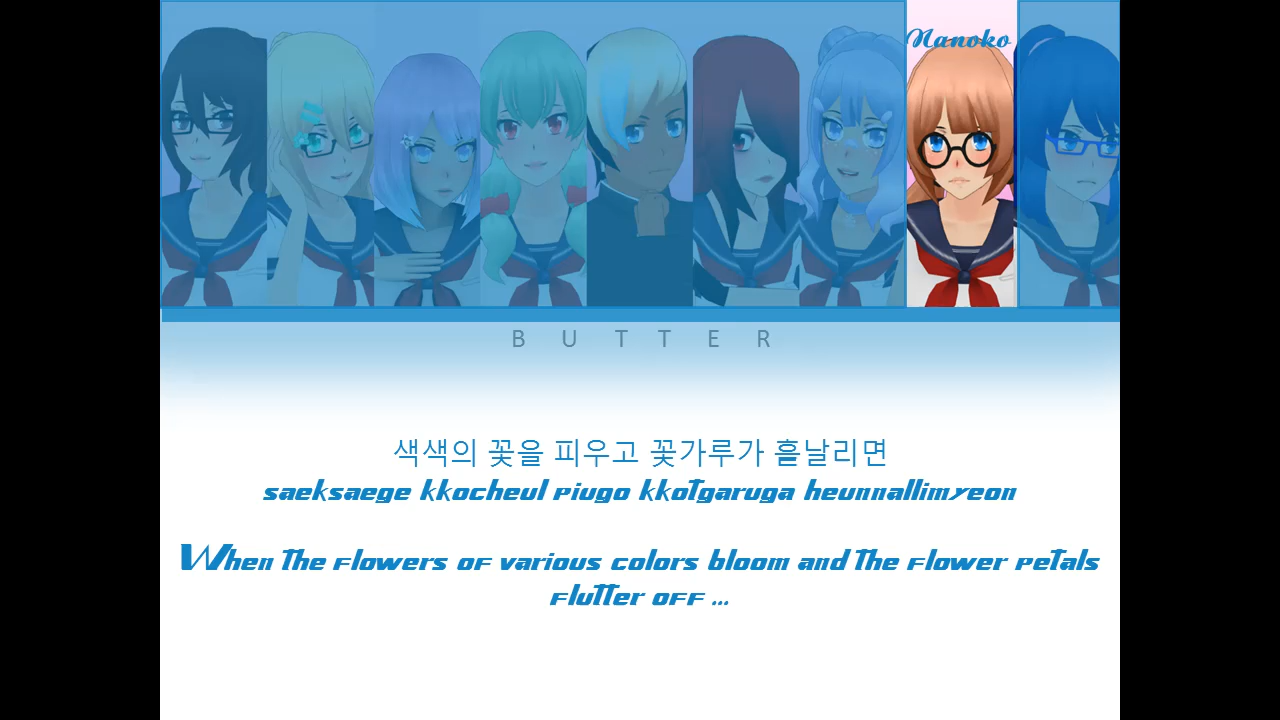 Nanoko
BUTTER
색색의 꽃을 피우고 꽃가루가 흩날리면
saeksaege kkocheul piugo kkotgaruga heunnallimyeon
When the flowers of various colors bloom and the flower petals
flutter off ...